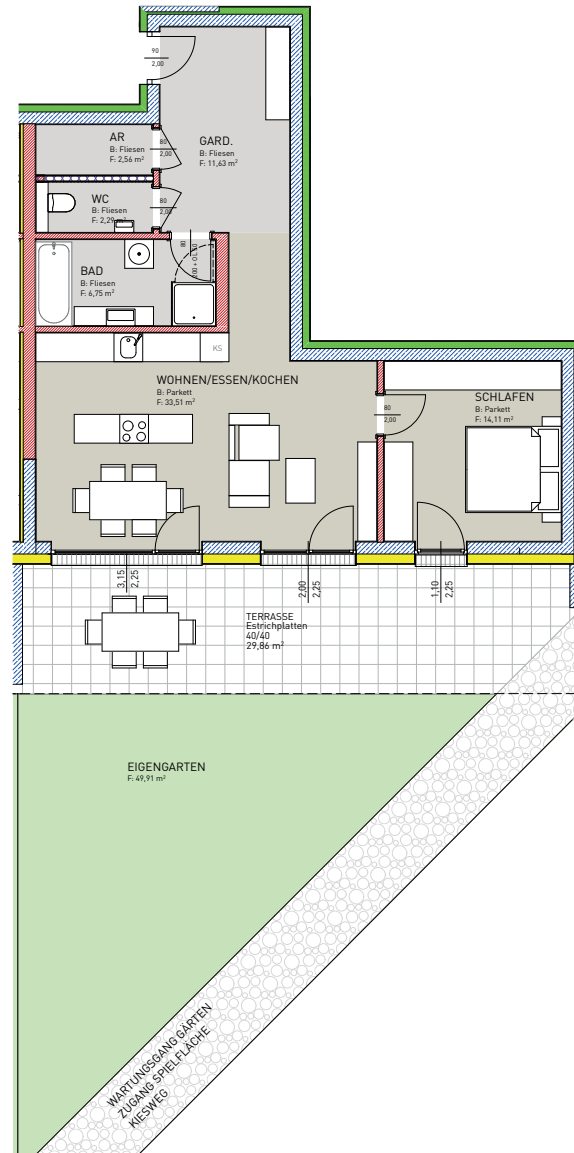 90
2,00
AR
B: Fliesen
F: 2,56 m²
80
2,00
GARD.
B: Fliesen
F: 11,63 m²
WC
B: Fliesen
F: 2,29 m²
80
2,00
80
BAD
B: Fliesen
F: 6,75 m²
KS
WOHNEN/ESSEN/KOCHEN
B: Parkett
F: 33,51 m²
80
2,00
SCHLAFEN
B: Parkett
F: 14,11 m²
3,15
2,25
2,00
2,25
1,10
2,25
TERRASSE
Estrichplatten
40/40
29,86 m²
EIGENGARTEN
F: 49,91 m²
WARTUNGSGANG GÄRTEN
ZUGANG SPIELFLÄCHE
KIESWEG